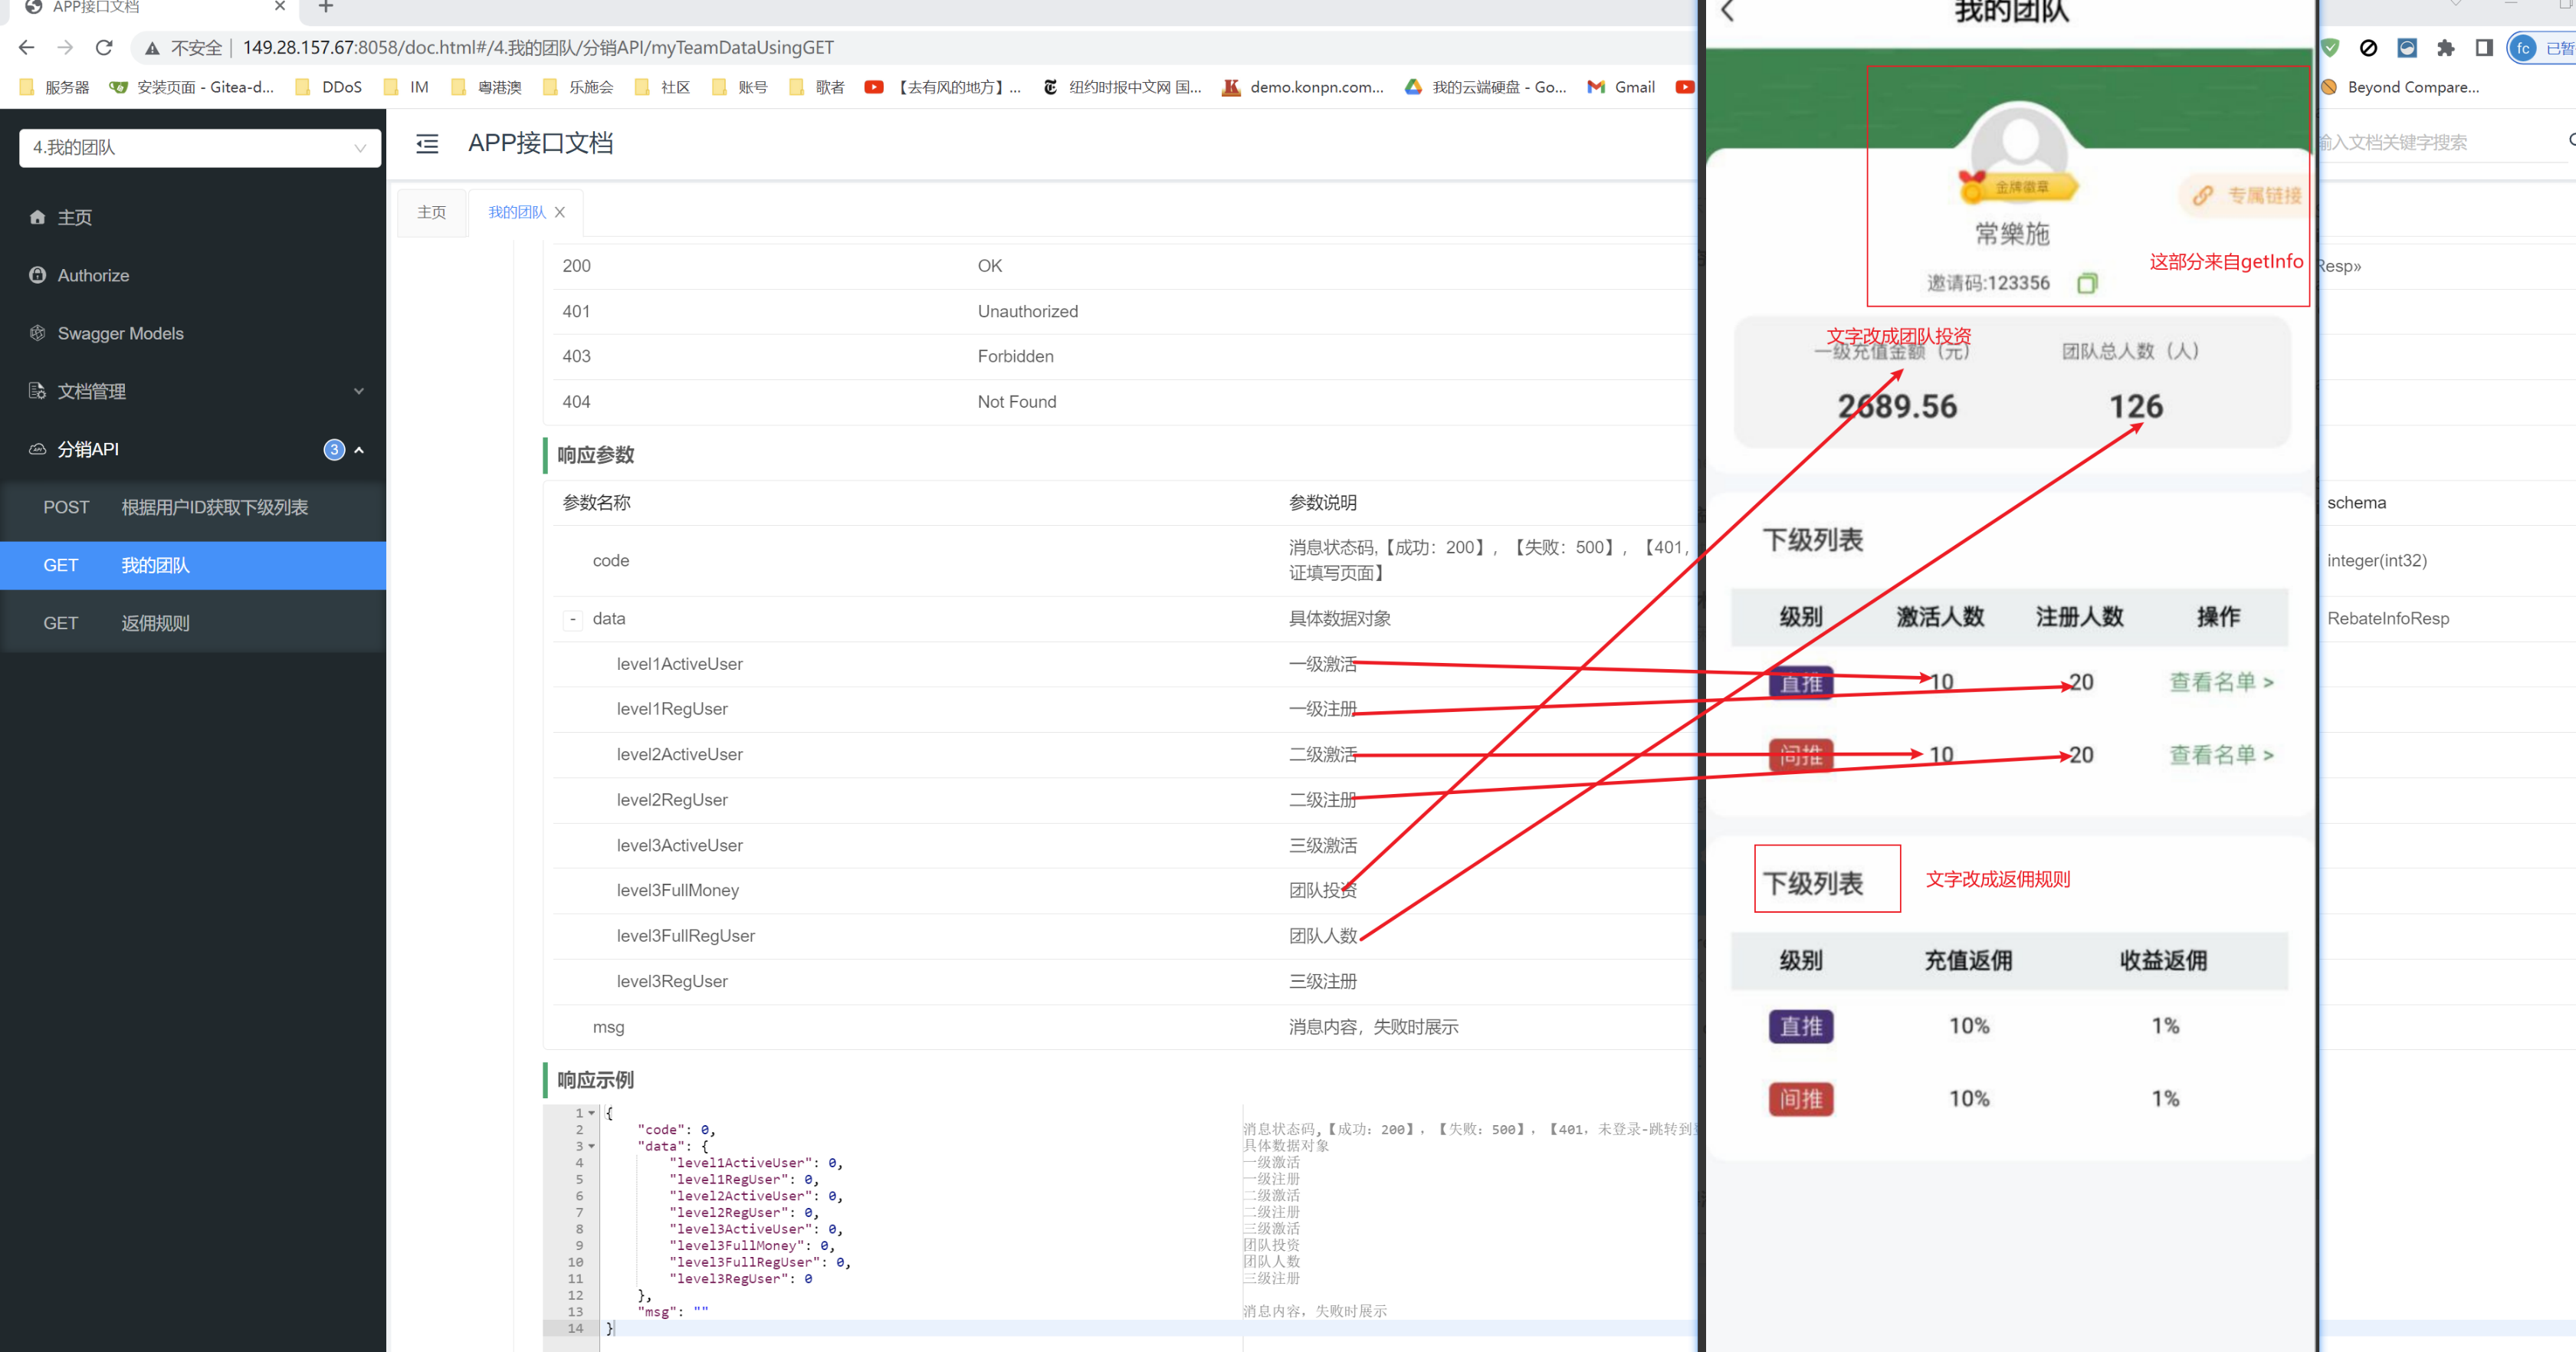 APP接口文档
不安全 149.28.157.67:8058/doc.html#/4.我的团队/分销API/myTeamDataUsingGET
fc 已暂
服务器 安装页面 - Gitea-d... DDoS IM 粤港澳 乐施会 社区 账号 歌者 【去有风的地方】... 纽约时报中文网 国... demo.konpn.com... 我的云端硬盘 - Go... Gmail
Beyond Compare...
4.我的团队
APP接口文档
输入文档关键字搜索
主页
Authorize
Swagger Models
文档管理
分销API 3
POST 根据用户ID获取下级列表
GET 我的团队
GET 返佣规则
主页 我的团队
200 OK
Resp»
401 Unauthorized
403 Forbidden
404 Not Found
响应参数
参数名称 参数说明 schema
code 消息状态码,【成功：200】，【失败：500】，【401, integer(int32)
证填写页面】
- data 具体数据对象 RebateInfoResp
level1ActiveUser 一级激活
level1RegUser 一级注册
level2ActiveUser 二级激活
level2RegUser 二级注册
level3ActiveUser 三级激活
level3FullMoney 团队投资
level3FullRegUser 团队人数
level3RegUser 三级注册
msg 消息内容，失败时展示
响应示例
1 {
2 "code": 0, 消息状态码,【成功：200】，【失败：500】，【401，未登录-跳转到
3 "data": { 具体数据对象
4 "level1ActiveUser": 0, 一级激活
5 "level1RegUser": 0, 一级注册
6 "level2ActiveUser": 0, 二级激活
7 "level2RegUser": 0, 二级注册
8 "level3ActiveUser": 0, 三级激活
9 "level3FullMoney": 0, 团队投资
10 "level3FullRegUser": 0, 团队人数
11 "level3RegUser": 0 三级注册
12 },
13 "msg": "" 消息内容，失败时展示
14 }
我的团队
金牌徽章
专属链接
常樂施
这部分来自getInfo
邀请码:123356
文字改成团队投资
一级充值金额（元） 团队总人数（人）
2689.56 126
下级列表
级别 激活人数 注册人数 操作
直推 10 20 查看名单 >
间推 10 20 查看名单 >
下级列表 文字改成返佣规则
级别 充值返佣 收益返佣
直推 10% 1%
间推 10% 1%